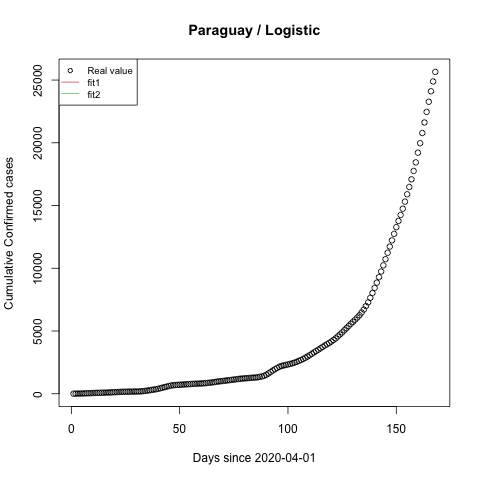 Paraguay / Logistic
Real value
fit1
fit2
Cumulative Confirmed cases
25000
20000
15000
10000
5000
0
0 50 100 150
Days since 2020-04-01